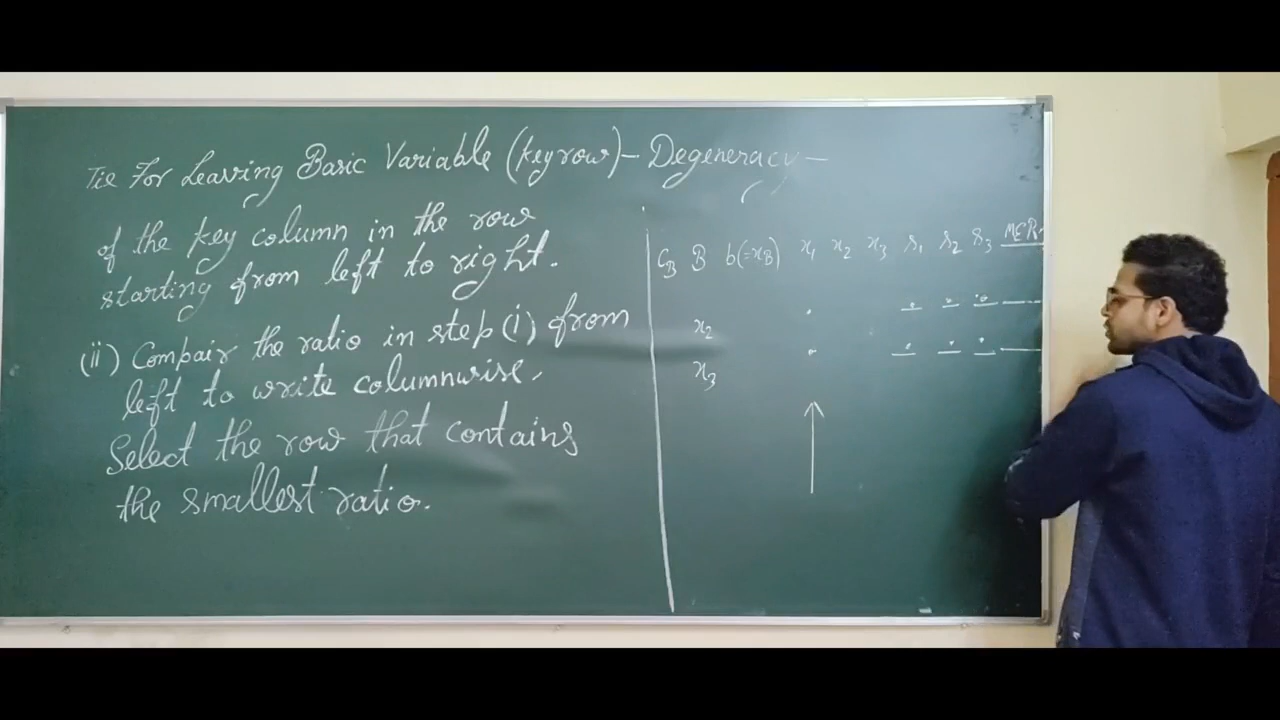 Tie For Leaving Basic Variable (key row) - Degeneracy -
of the key column in the row
starting from left to right.
(ii) Compair the ratio in step (i) from
left to write columnwise.
Select the row that contains
the smallest ratio.
C_B B b(=x_B) x₁ x₂ x₃ s₁ s₂ s₃
x₂
x₃